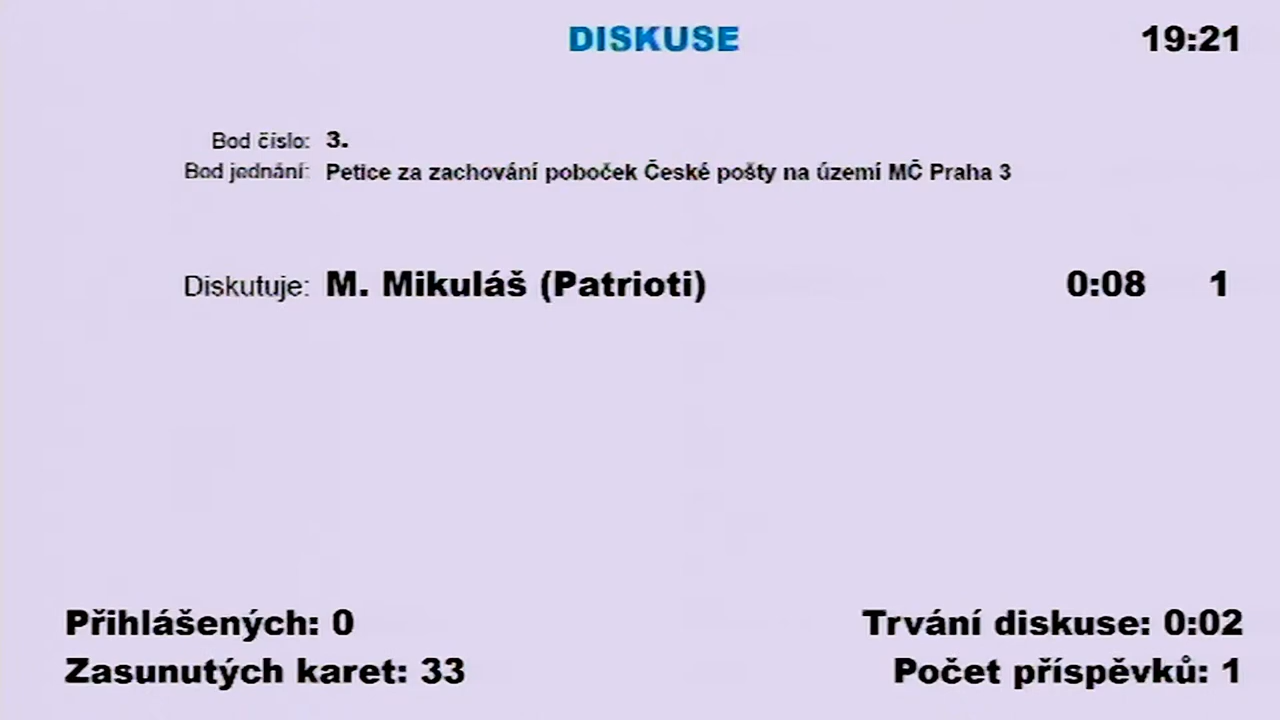 DISKUSE 19:21
Bod číslo: 3.
Bod jednání: Petice za zachování poboček České pošty na území MČ Praha 3
Diskutuje: M. Mikuláš (Patrioti) 0:08 1
Přihlášených: 0 Trvání diskuse: 0:02
Zasunutých karet: 33 Počet příspěvků: 1